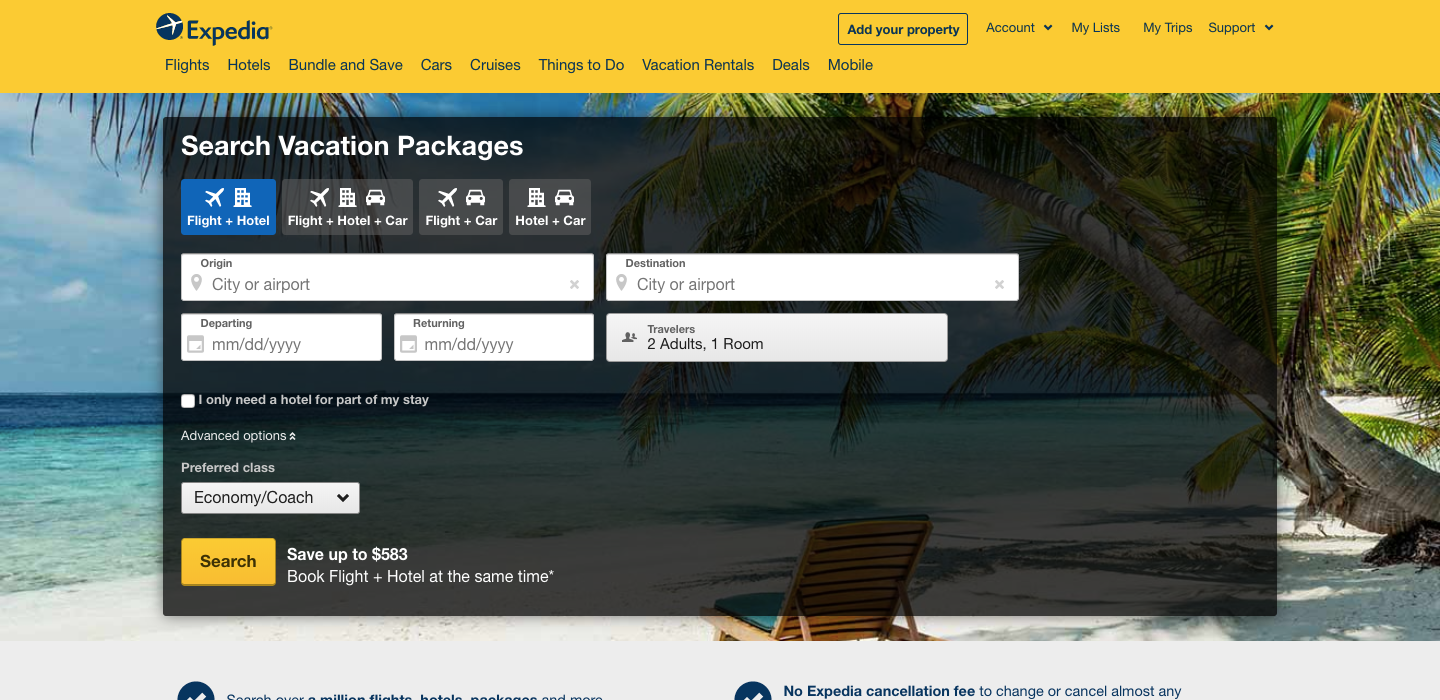 Expedia
Add your property
Account
My Lists
My Trips
Support
Flights
Hotels
Bundle and Save
Cars
Cruises
Things to Do
Vacation Rentals
Deals
Mobile
Search Vacation Packages
Flight + Hotel
Flight + Hotel + Car
Flight + Car
Hotel + Car
Origin
City or airport
Destination
City or airport
Departing
mm/dd/yyyy
Returning
mm/dd/yyyy
Travelers
2 Adults, 1 Room
I only need a hotel for part of my stay
Advanced options
Preferred class
Economy/Coach
Search
Save up to $583
Book Flight + Hotel at the same time*
Search over a million flights, hotels, packages and more
No Expedia cancellation fee to change or cancel almost any